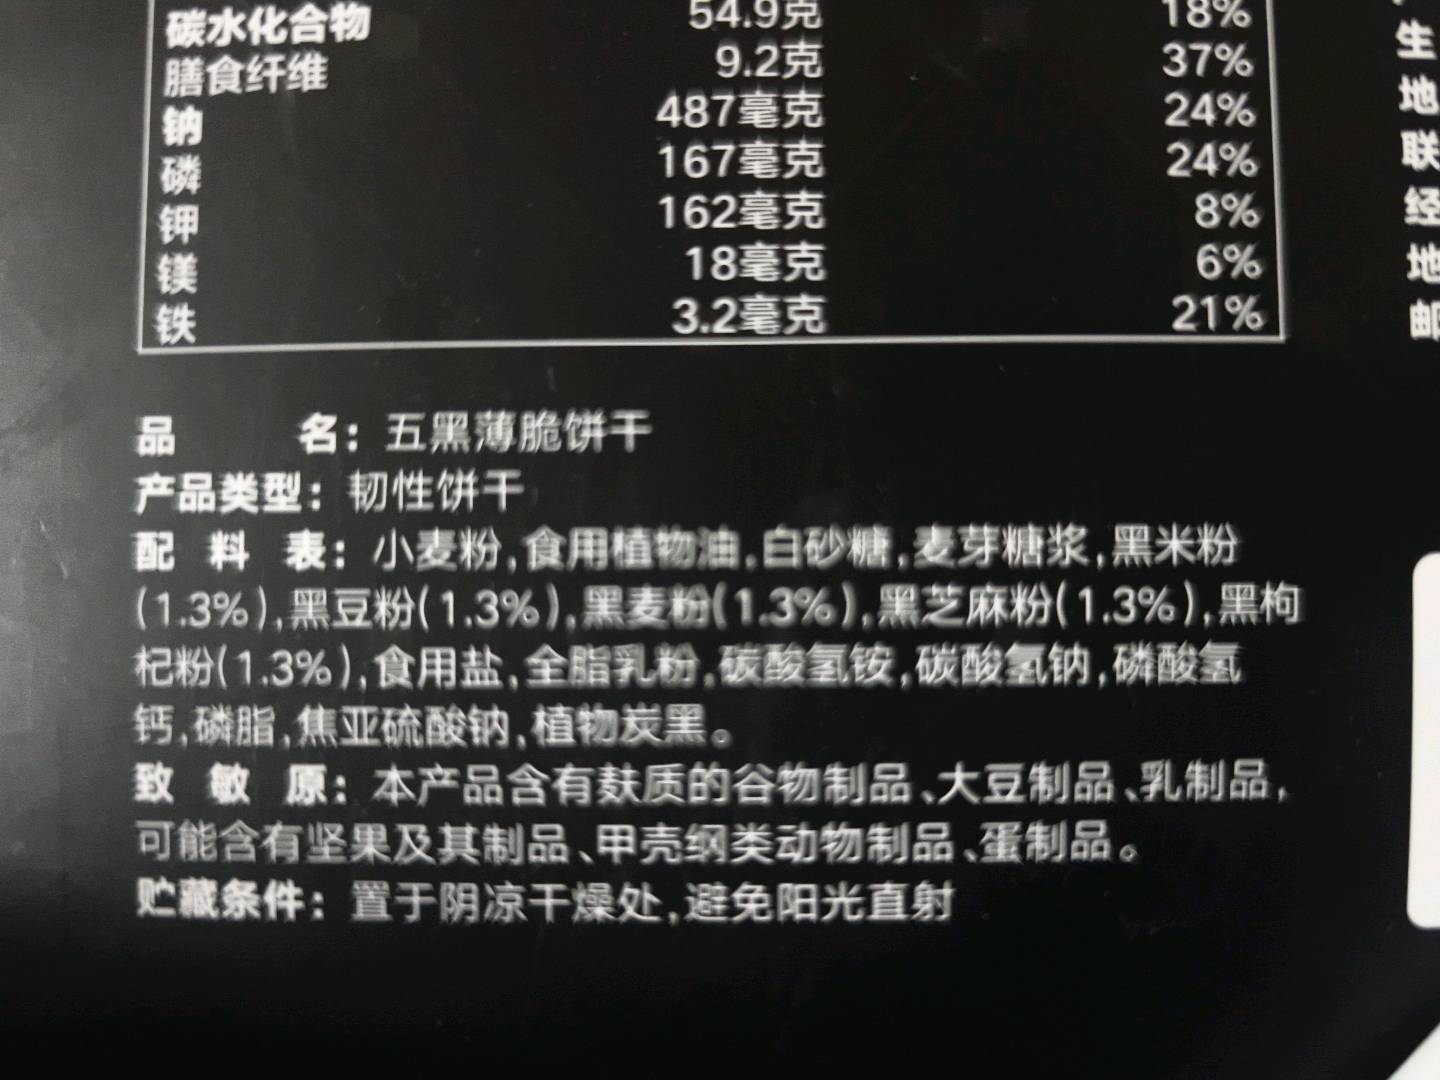 碳水化合物 54.9克 18%
膳食纤维 9.2克 37%
钠 487毫克 24%
磷 167毫克 24%
钾 162毫克 8%
镁 18毫克 6%
铁 3.2毫克 21%
品 名：五黑薄脆饼干
产品类型：韧性饼干
配 料 表：小麦粉,食用植物油,白砂糖,麦芽糖浆,黑米粉
(1.3%),黑豆粉(1.3%),黑麦粉(1.3%),黑芝麻粉(1.3%),黑枸
杞粉(1.3%),食用盐,全脂乳粉,碳酸氢铵,碳酸氢钠,磷酸氢
钙,磷脂,焦亚硫酸钠,植物炭黑。
致 敏 原：本产品含有麸质的谷物制品、大豆制品、乳制品,
可能含有坚果及其制品、甲壳纲类动物制品、蛋制品。
贮藏条件：置于阴凉干燥处,避免阳光直射
生
地
联
经
地
邮